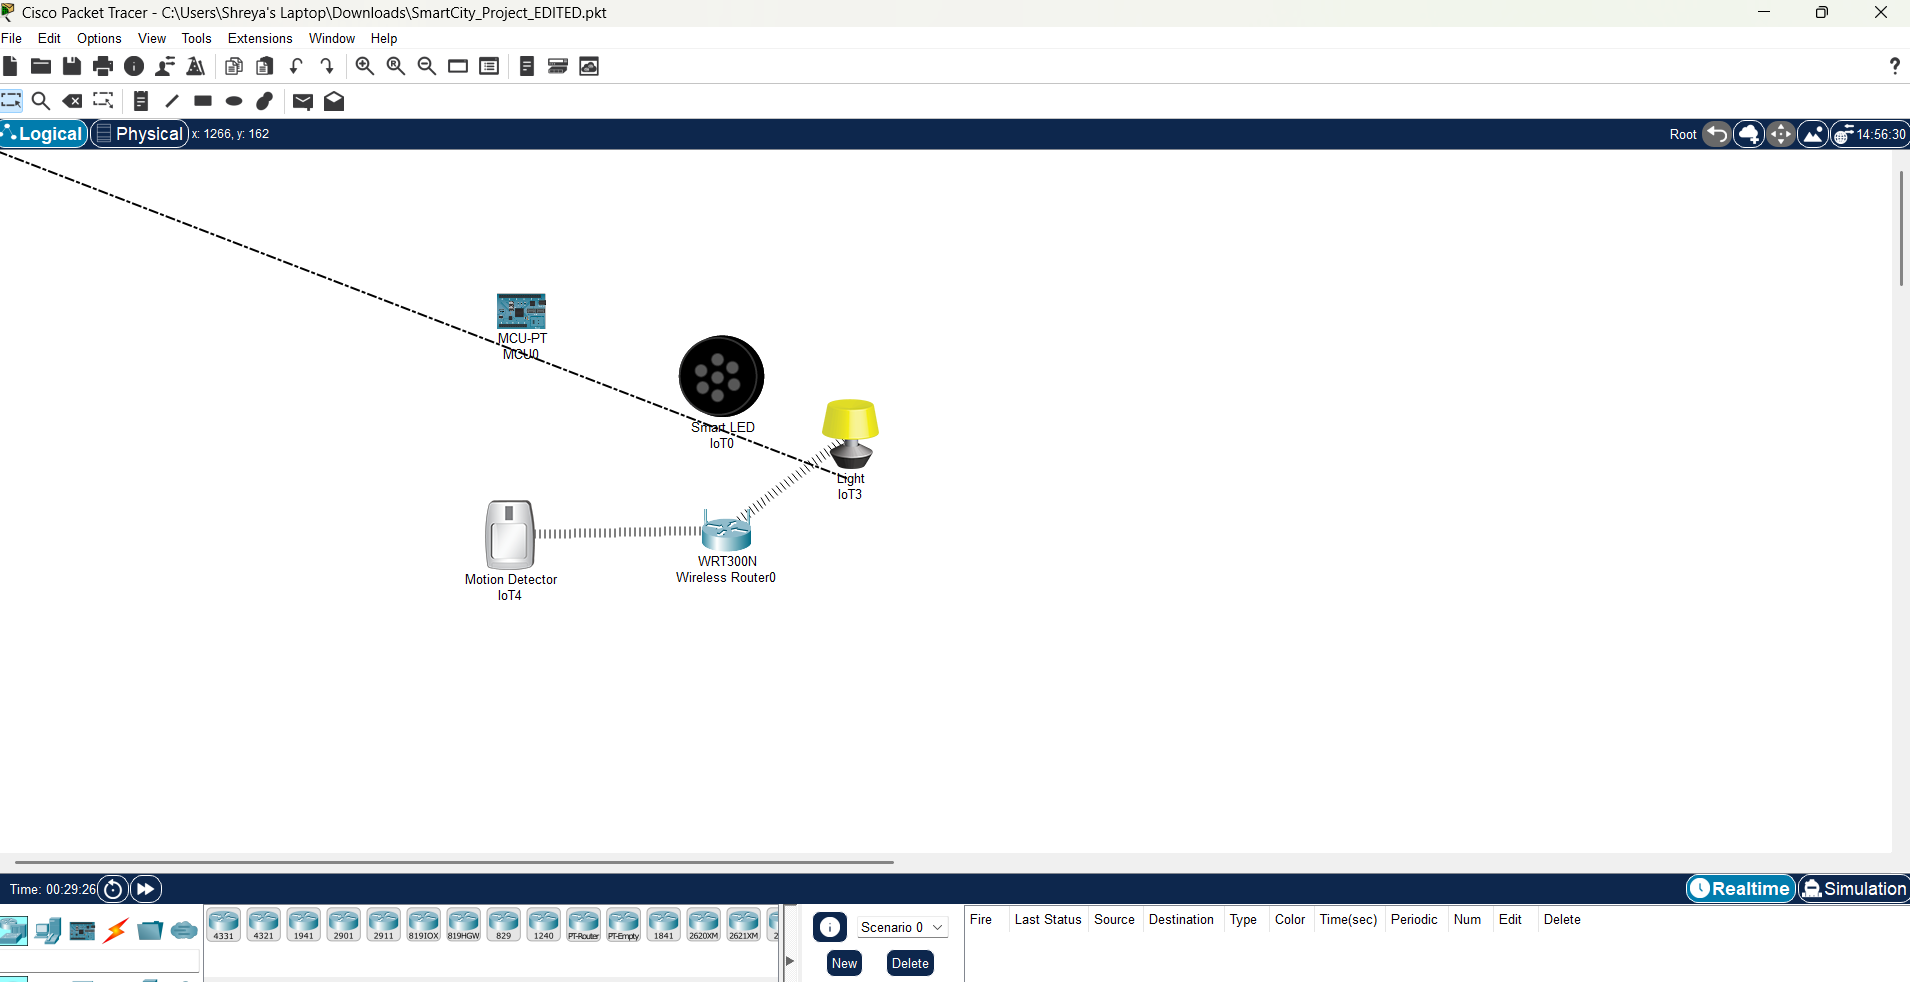 Cisco Packet Tracer - C:\Users\Shreya's Laptop\Downloads\SmartCity_Project_EDITED.pkt
File Edit Options View Tools Extensions Window Help
?
Logical Physical x: 1266, y: 162 Root 14:56:30
MCU-PT
MCU0
Smart LED
IoT0
Light
IoT3
WRT300N
Wireless Router0
Motion Detector
IoT4
Time: 00:29:26 Realtime Simulation
4331 4321 1941 2901 2911 819IOX 819HGW 829 1240 PT-Router PT-Empty 1841 2620XM 2621XM 2
Scenario 0
New Delete
Fire Last Status Source Destination Type Color Time(sec) Periodic Num Edit Delete